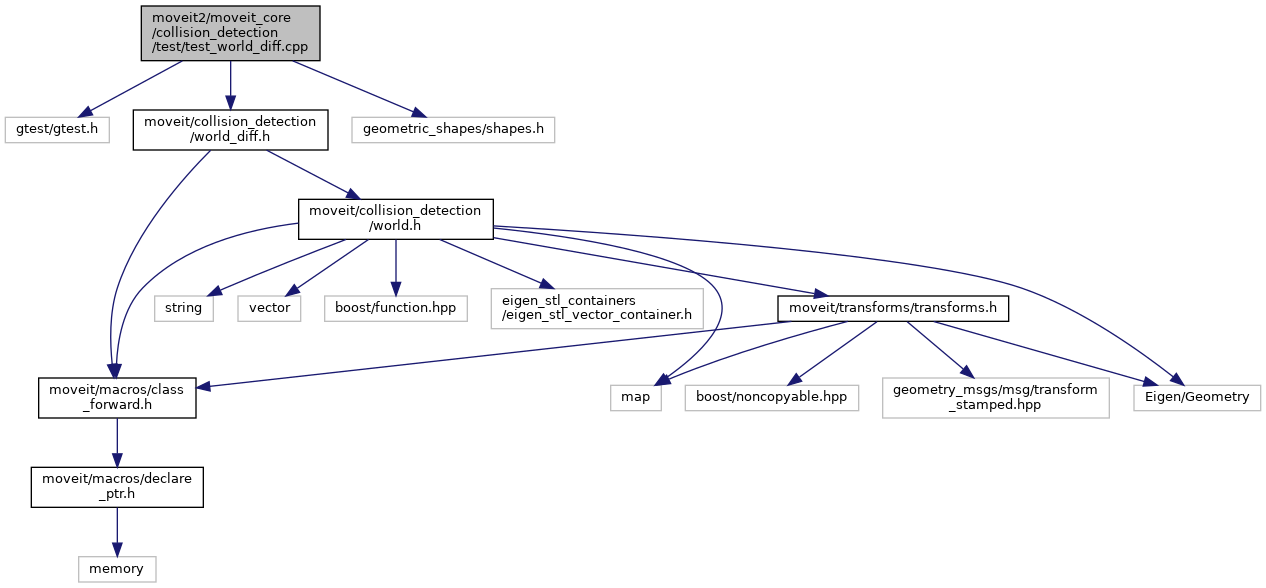 moveit2/moveit_core
/collision_detection
/test/test_world_diff.cpp
gtest/gtest.h
moveit/collision_detection
/world_diff.h
geometric_shapes/shapes.h
moveit/collision_detection
/world.h
string
vector
boost/function.hpp
eigen_stl_containers
/eigen_stl_vector_container.h
moveit/transforms/transforms.h
moveit/macros/class
_forward.h
map
boost/noncopyable.hpp
geometry_msgs/msg/transform
_stamped.hpp
Eigen/Geometry
moveit/macros/declare
_ptr.h
memory